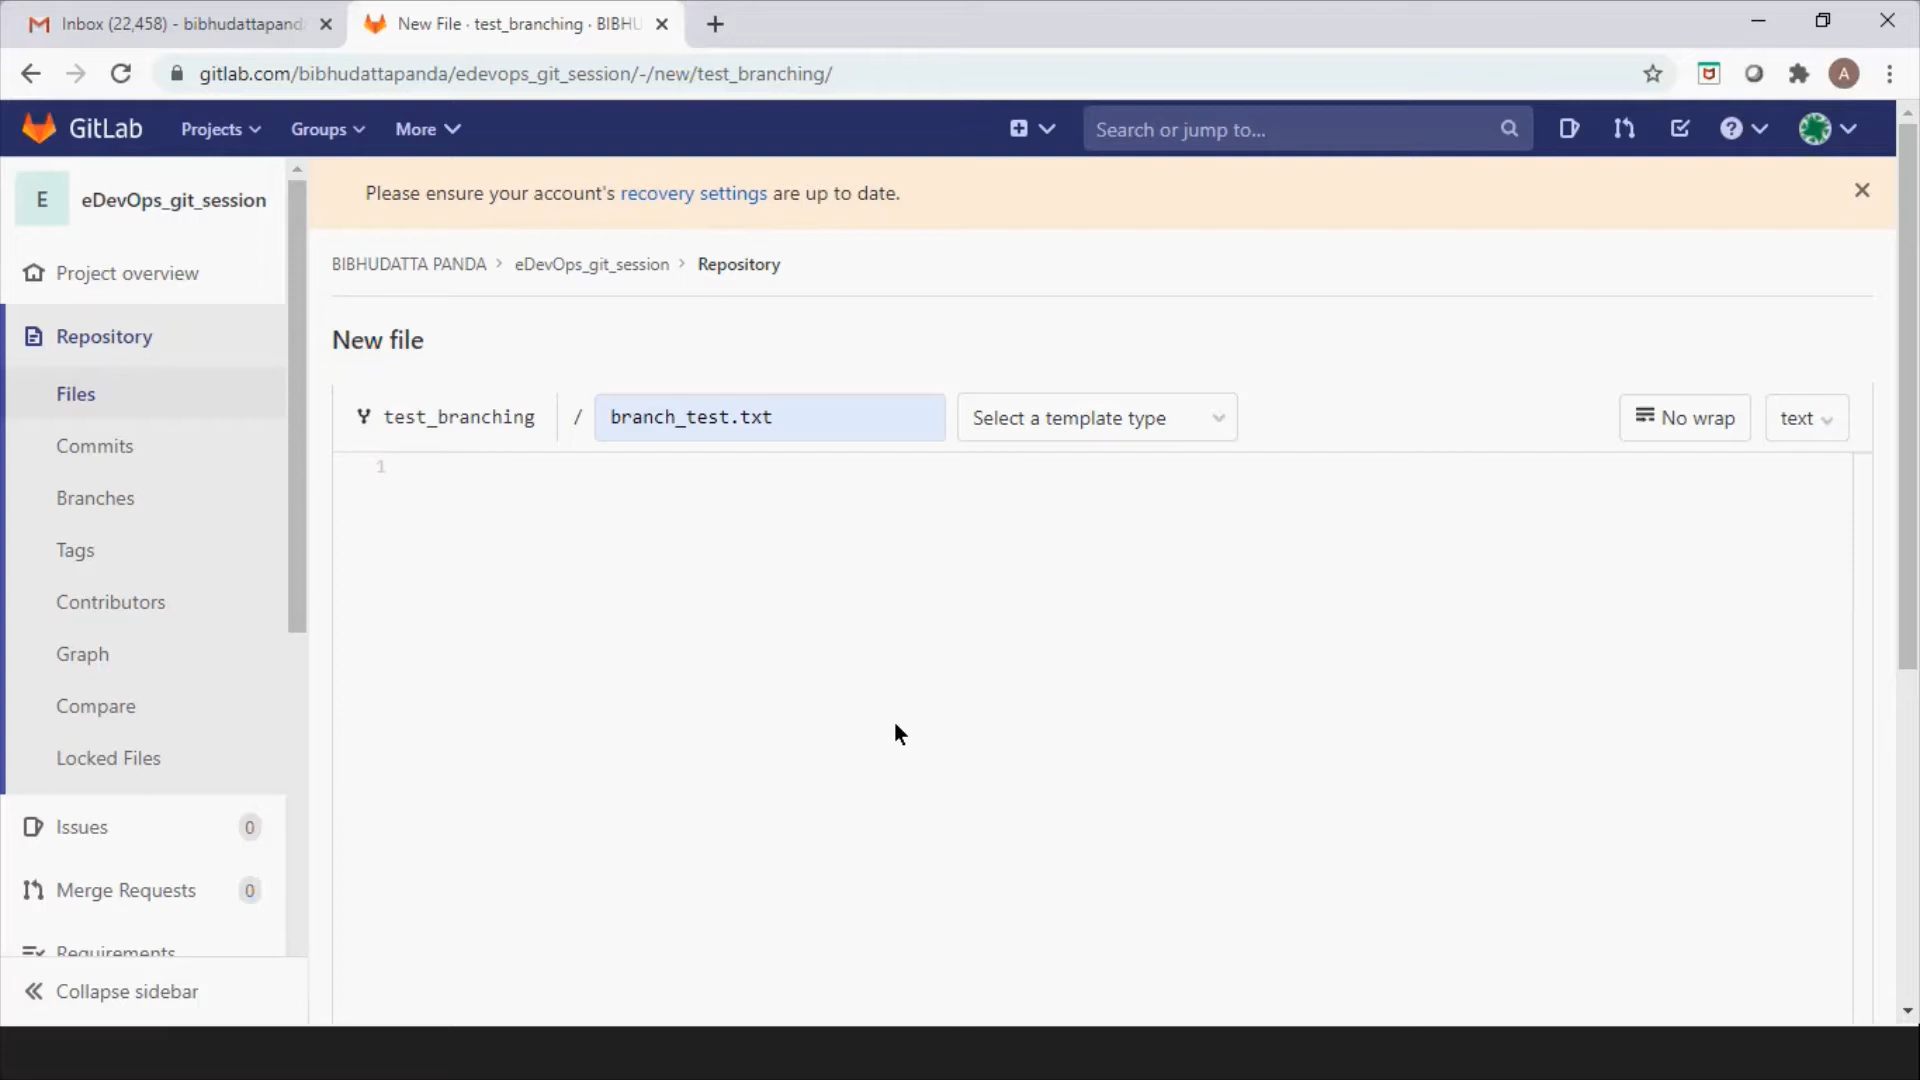 Inbox (22,458) - bibhudattapand
New File · test_branching · BIBHU
gitlab.com/bibhudattapanda/edevops_git_session/-/new/test_branching/
A
GitLab
Projects
Groups
More
Search or jump to...
E
eDevOps_git_session
Project overview
Repository
Files
Commits
Branches
Tags
Contributors
Graph
Compare
Locked Files
Issues 0
Merge Requests 0
Requirements
Collapse sidebar
Please ensure your account's recovery settings are up to date.
BIBHUDATTA PANDA > eDevOps_git_session > Repository
New file
test_branching / branch_test.txt Select a template type No wrap text
1